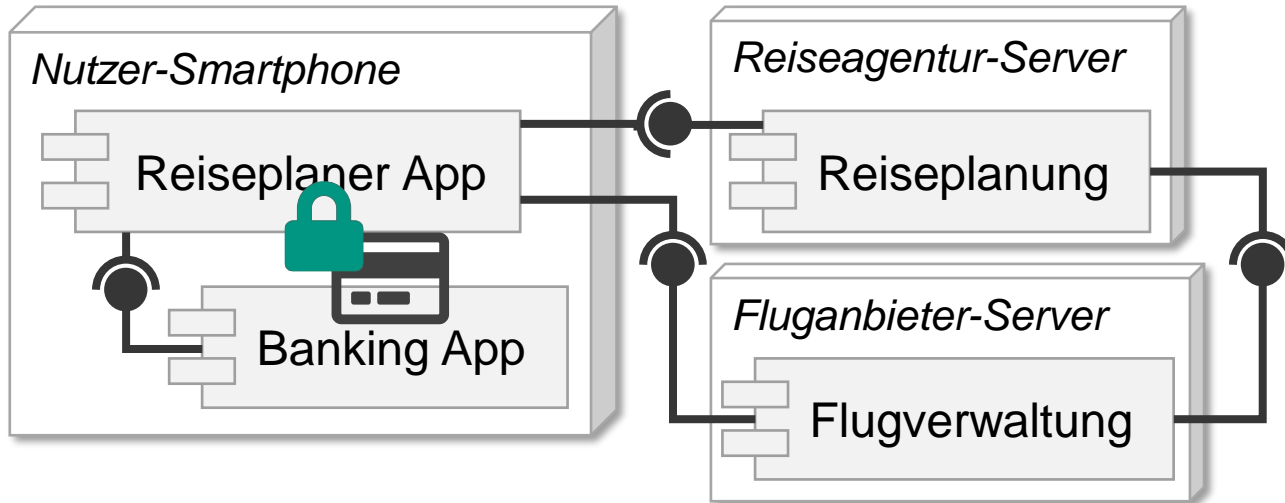 Nutzer-Smartphone
Reiseplaner App
Banking App
Reiseagentur-Server
Reiseplanung
Fluganbieter-Server
Flugverwaltung